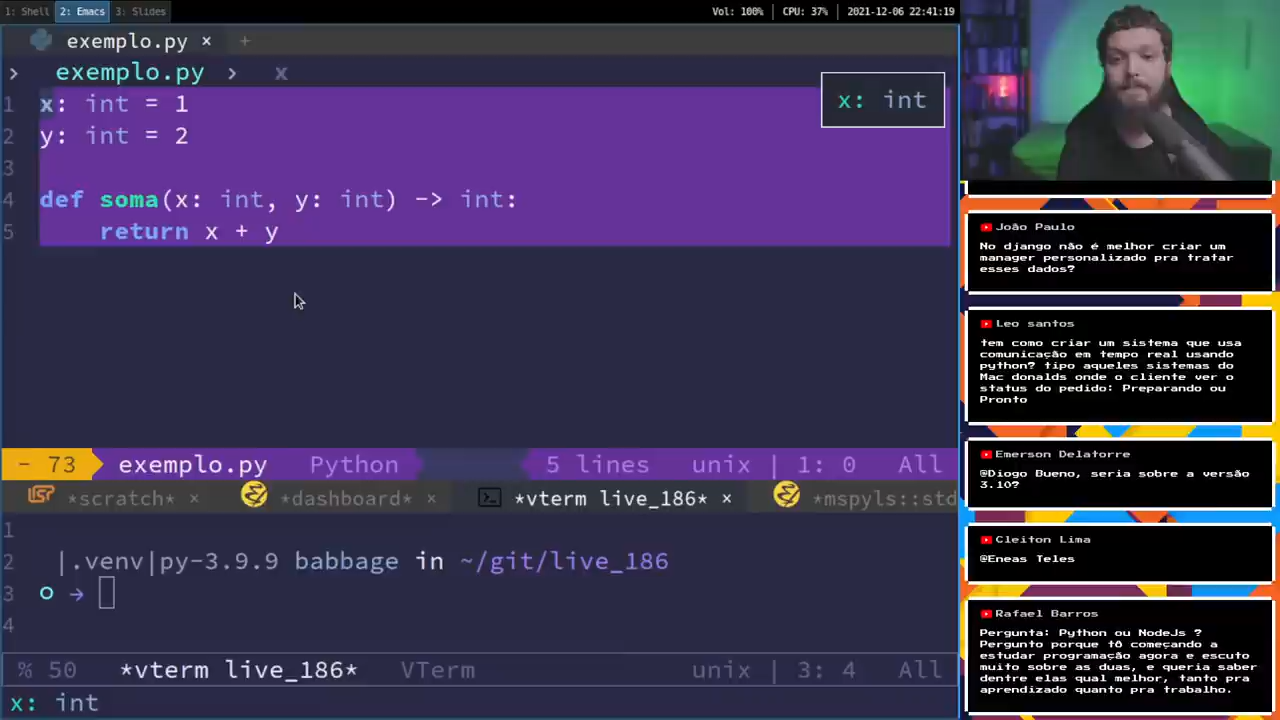 1: Shell 2: Emacs 3: Slides Vol: 100% | CPU: 37% | 2021-12-06 22:41:19
exemplo.py × +
> exemplo.py > x
1 x: int = 1
2 y: int = 2
3
4 def soma(x: int, y: int) -> int:
5 return x + y
x: int
- 73 exemplo.py Python 5 lines unix | 1: 0 All
*scratch* × *dashboard* × *vterm live_186* × *mspyls::std
1
2 |.venv|py-3.9.9 babbage in ~/git/live_186
3 →
4
% 50 *vterm live_186* VTerm unix | 3: 4 All
x: int
João Paulo
No django não é melhor criar um
manager personalizado pra tratar
esses dados?
Leo santos
tem como criar um sistema que usa
comunicação em tempo real usando
python? tipo aqueles sistemas do
Mac donalds onde o cliente ver o
status do pedido: Preparando ou
Pronto
Emerson Delatorre
@Diogo Bueno, seria sobre a versão
3.10?
Cleiton Lima
@Eneas Teles
Rafael Barros
Pergunta: Python ou NodeJs ?
Pergunto porque tô começando a
estudar programação agora e escuto
muito sobre as duas, e queria saber
dentre elas qual melhor, tanto pra
aprendizado quanto pra trabalho.